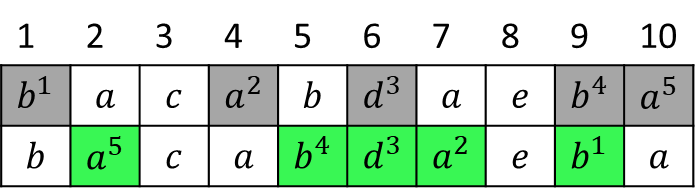 1 2 3 4 5 6 7 8 9 10
b¹ a c a² b d³ a e b⁴ a⁵
b a⁵ c a b⁴ d³ a² e b¹ a